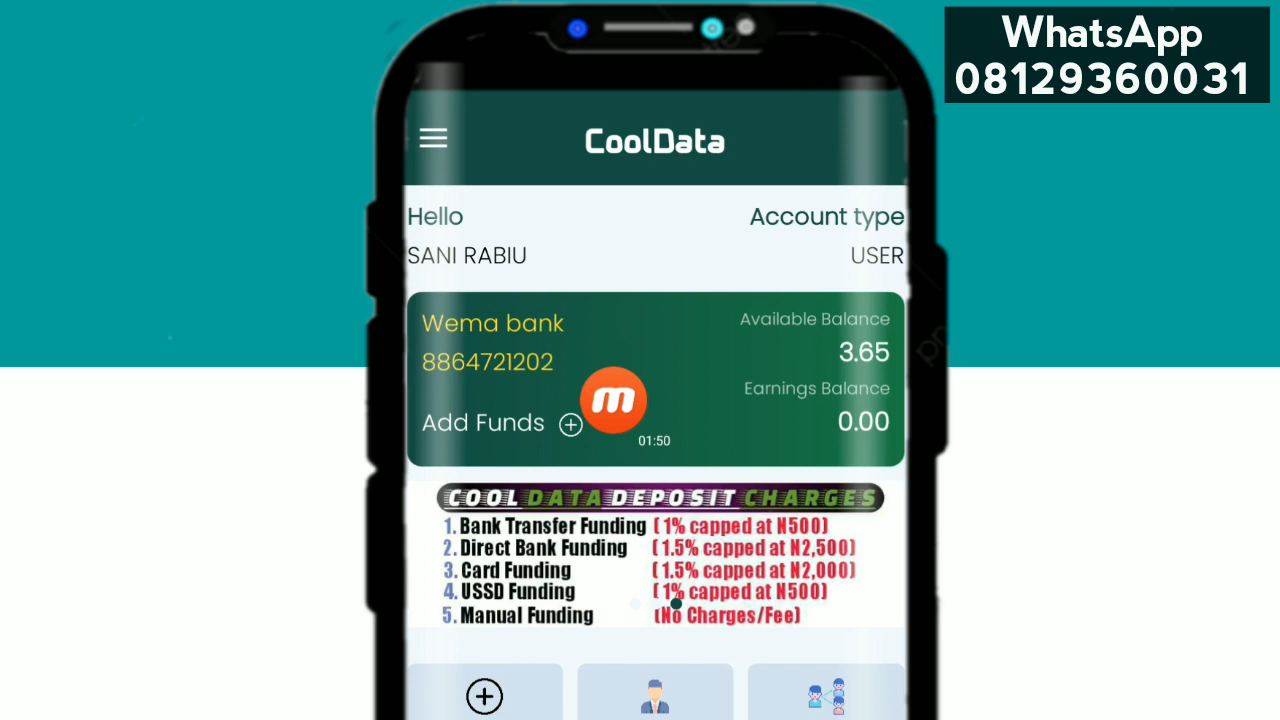 WhatsApp
08129360031
CoolData
Hello
Account type
SANI RABIU
USER
Wema bank
Available Balance
8864721202
3.65
Earnings Balance
Add Funds
0.00
m
01:50
COOL DATA DEPOSIT CHARGES
1. Bank Transfer Funding (1% capped at N500)
2. Direct Bank Funding (1.5% capped at N2,500)
3. Card Funding (1.5% capped at N2,000)
4. USSD Funding (1% capped at N500)
5. Manual Funding (No Charges/Fee)